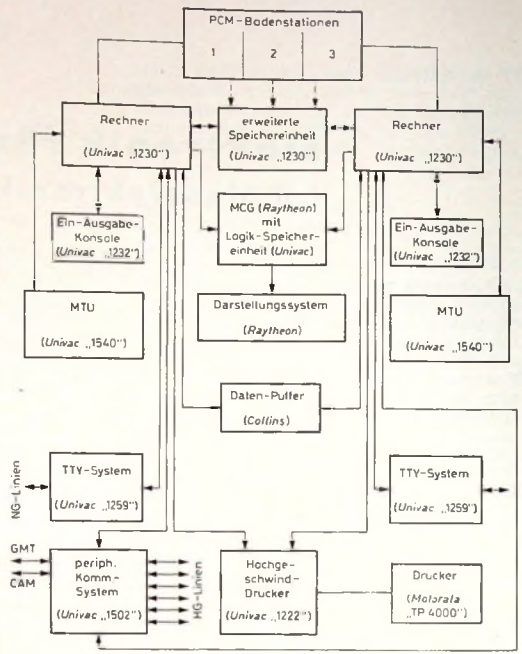 PCM-Bodenstationen
1 2 3
Rechner
(Univac „1230“)
erweiterte
Speichereinheit
(Univac „1230“)
Rechner
(Univac „1230“)
Ein-Ausgabe-
Konsole
(Univac „1232“)
MCG (Raytheon)
mit
Logik-Speicher-
einheit (Univac)
Ein-Ausgabe-
Konsole
(Univac „1232“)
MTU
(Univac „1540“)
Darstellungssystem
(Raytheon)
MTU
(Univac „1540“)
Daten-Puffer
(Collins)
NG-Linien
TTY-System
(Univac „1259“)
TTY-System
(Univac „1259“)
GMT
CAM
periph.
Komm-
System
(Univac „1502“)
HG-Linien
Hochge-
schwind-
Drucker
(Univac „1222“)
Drucker
(Motorola
„TP 4000“)